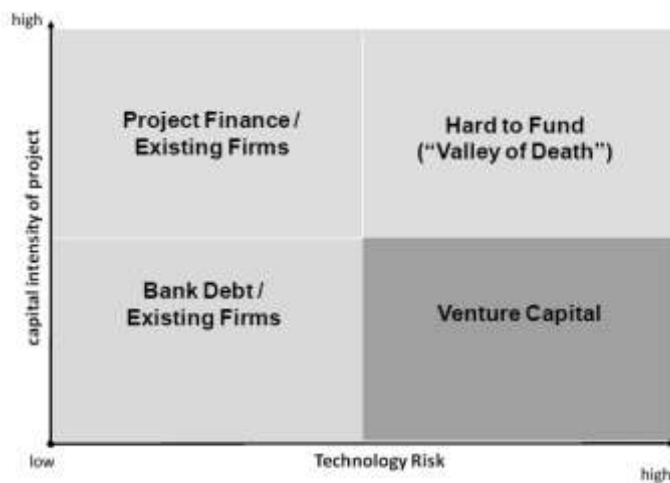 high
Project Finance /
Existing Firms
Hard to Fund
(“Valley of Death”)
capital intensity of project
Bank Debt /
Existing Firms
Venture Capital
low
Technology Risk
high